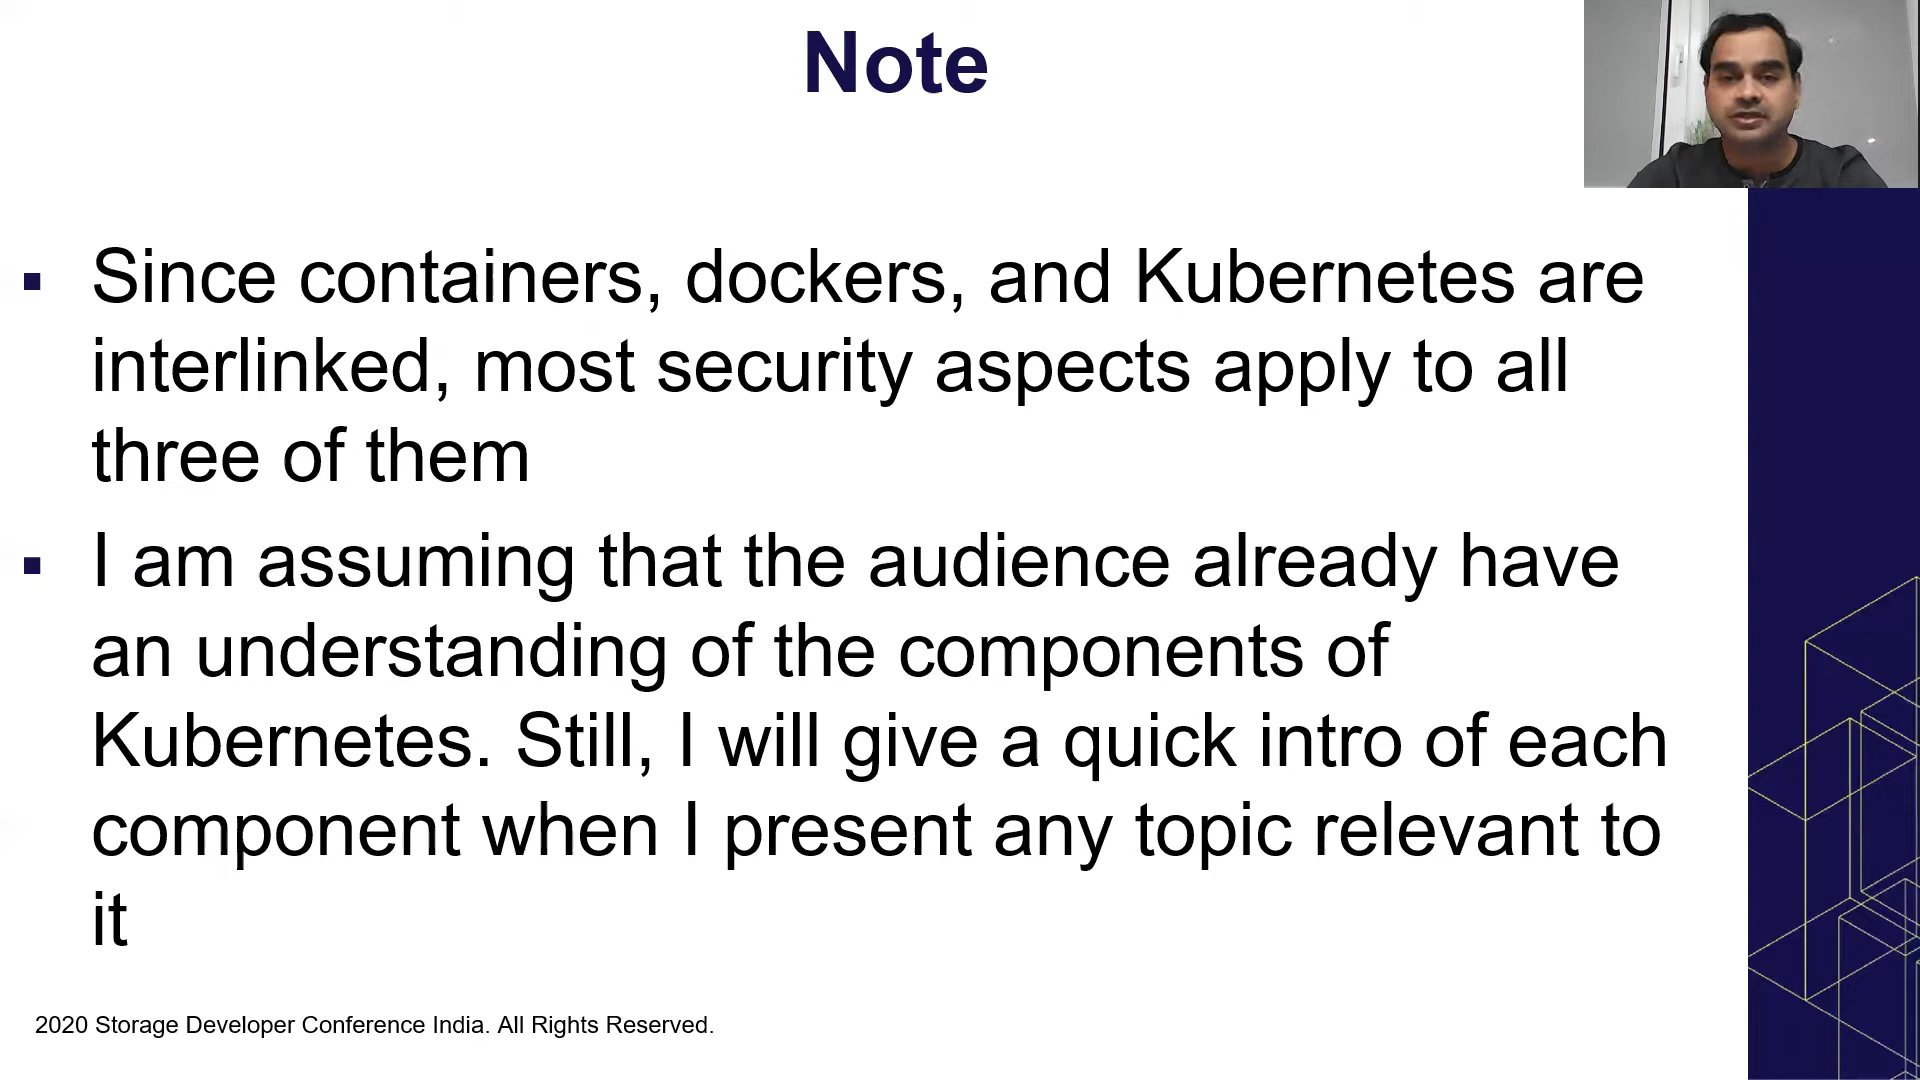 Note
Since containers, dockers, and Kubernetes are
interlinked, most security aspects apply to all
three of them
I am assuming that the audience already have
an understanding of the components of
Kubernetes. Still, I will give a quick intro of each
component when I present any topic relevant to
it
2020 Storage Developer Conference India. All Rights Reserved.